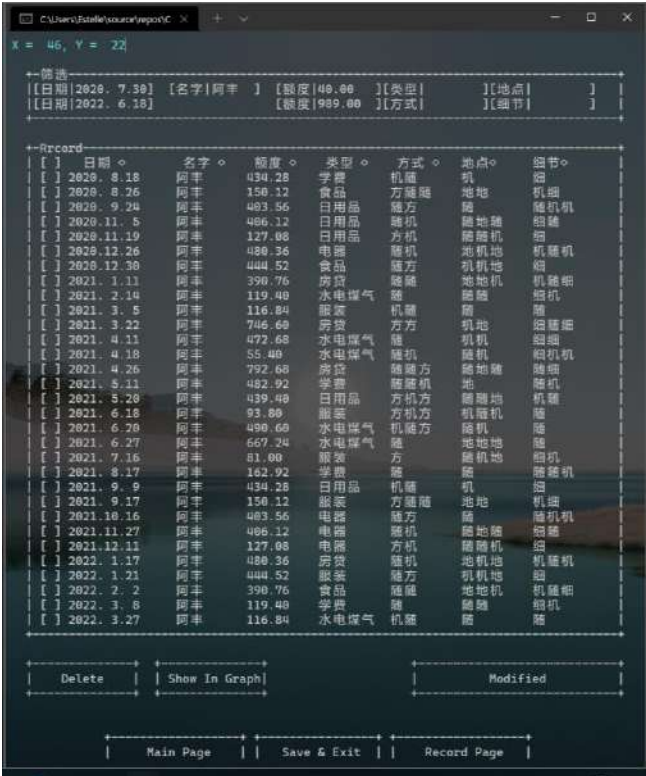 C:\Users\Estelle\source\repos\C
X = 46, Y = 22
筛选
[日期|2020. 7.30] [名字|阿丰 ] [额度|40.00 ][类型| ][地点| ]
[日期|2022. 6.18] [额度|989.00 ][方式| ][细节| ]
Rrcord
[ ] 日期 名字 额度 类型 方式 地点 细节
[ ] 2020. 8.18 阿丰 434.28 学费 机随 机 细
[ ] 2020. 8.26 阿丰 150.12 食品 方随随 地地 机细
[ ] 2020. 9.24 阿丰 403.56 日用品 随方 随 随机机
[ ] 2020.11. 5 阿丰 406.12 日用品 随机 随地随 细随
[ ] 2020.11.19 阿丰 127.08 日用品 方机 随随机 细
[ ] 2020.12.26 阿丰 480.36 电器 随机 地机地 机随机
[ ] 2020.12.30 阿丰 444.52 食品 随方 机机地 细
[ ] 2021. 1.11 阿丰 390.76 房贷 随随 地地机 机随细
[ ] 2021. 2.14 阿丰 119.40 水电煤气 随 随随 细机
[ ] 2021. 3. 5 阿丰 116.84 服装 机随 随 随
[ ] 2021. 3.22 阿丰 746.60 房贷 方方 机地 细随细
[ ] 2021. 4.11 阿丰 472.68 水电煤气 随 机机 细细
[ ] 2021. 4.18 阿丰 55.40 水电煤气 随机 随机 细机机
[ ] 2021. 4.26 阿丰 792.68 房贷 随随方 随地随 随细
[ ] 2021. 5.11 阿丰 482.92 学费 随随机 地 随机
[ ] 2021. 5.20 阿丰 439.40 日用品 方机方 随随地 机随
[ ] 2021. 6.18 阿丰 93.80 服装 方机方 机随机 随
[ ] 2021. 6.20 阿丰 490.60 水电煤气 机随方 随机 随
[ ] 2021. 6.27 阿丰 667.24 水电煤气 随 地地地 随
[ ] 2021. 7.16 阿丰 81.00 服装 方 随机地 细机
[ ] 2021. 8.17 阿丰 162.92 学费 随 随 随随机
[ ] 2021. 9. 9 阿丰 434.28 日用品 机随 机 细
[ ] 2021. 9.17 阿丰 150.12 服装 方随随 地地 机细
[ ] 2021.10.16 阿丰 403.56 电器 随方 随 随机机
[ ] 2021.11.27 阿丰 406.12 电器 随机 随地随 细随
[ ] 2021.12.11 阿丰 127.08 电器 方机 随随机 细
[ ] 2022. 1.17 阿丰 480.36 房贷 随机 地机地 机随机
[ ] 2022. 1.21 阿丰 444.52 服装 随方 机机地 细
[ ] 2022. 2. 2 阿丰 390.76 食品 随随 地地机 机随细
[ ] 2022. 3. 8 阿丰 119.40 学费 随 随随 细机
[ ] 2022. 3.27 阿丰 116.84 水电煤气 机随 随 随
Delete Show In Graph Modified
Main Page Save & Exit Record Page